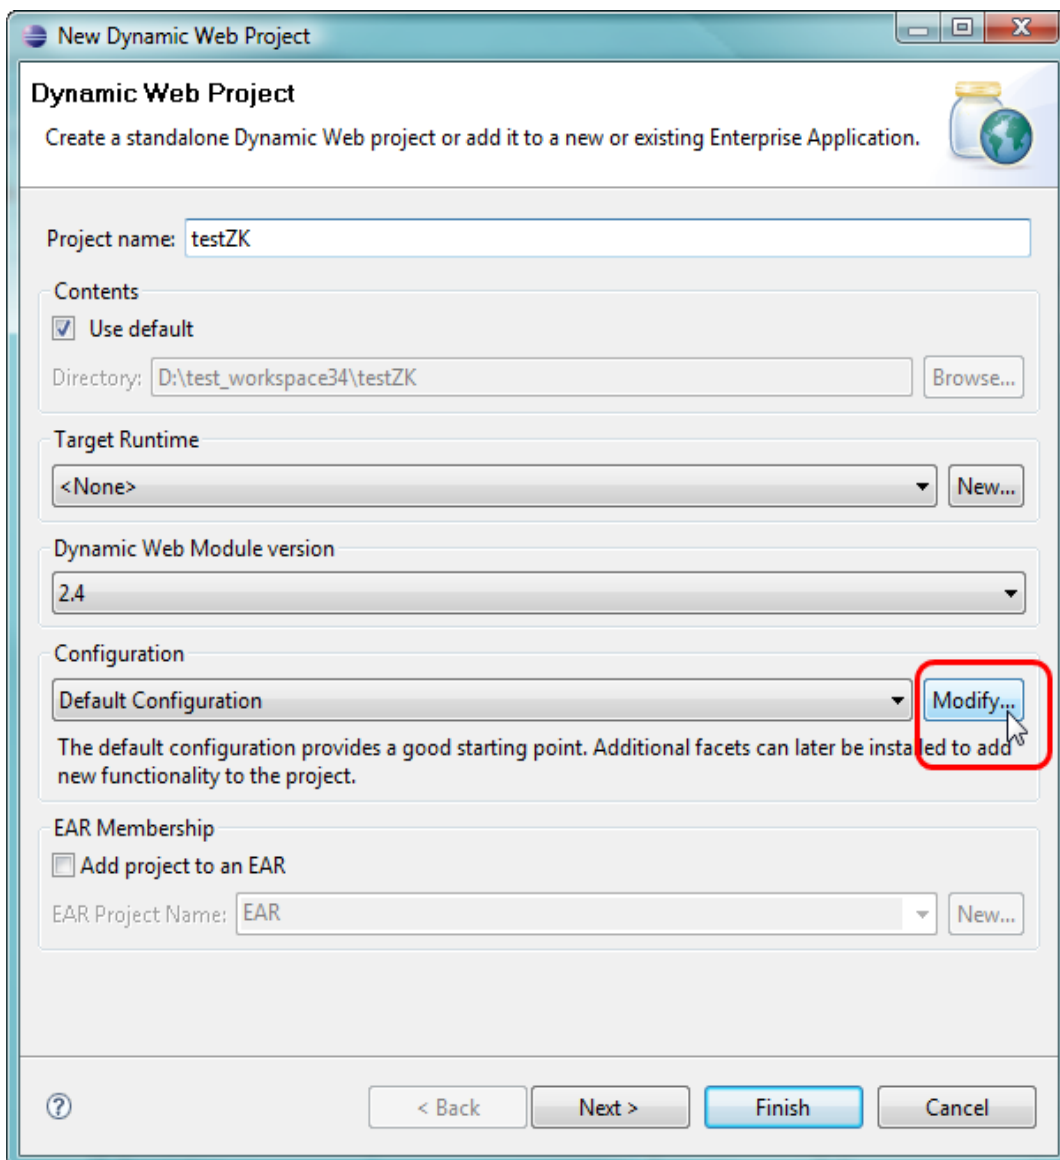 New Dynamic Web Project
Dynamic Web Project
Create a standalone Dynamic Web project or add it to a new or existing Enterprise Application.
Project name: testZK
Contents
Use default
Directory: D:\test_workspace34\testZK Browse...
Target Runtime
<None> New...
Dynamic Web Module version
2.4
Configuration
Default Configuration Modify...
The default configuration provides a good starting point. Additional facets can later be installed to add
new functionality to the project.
EAR Membership
Add project to an EAR
EAR Project Name: EAR New...
? < Back Next > Finish Cancel